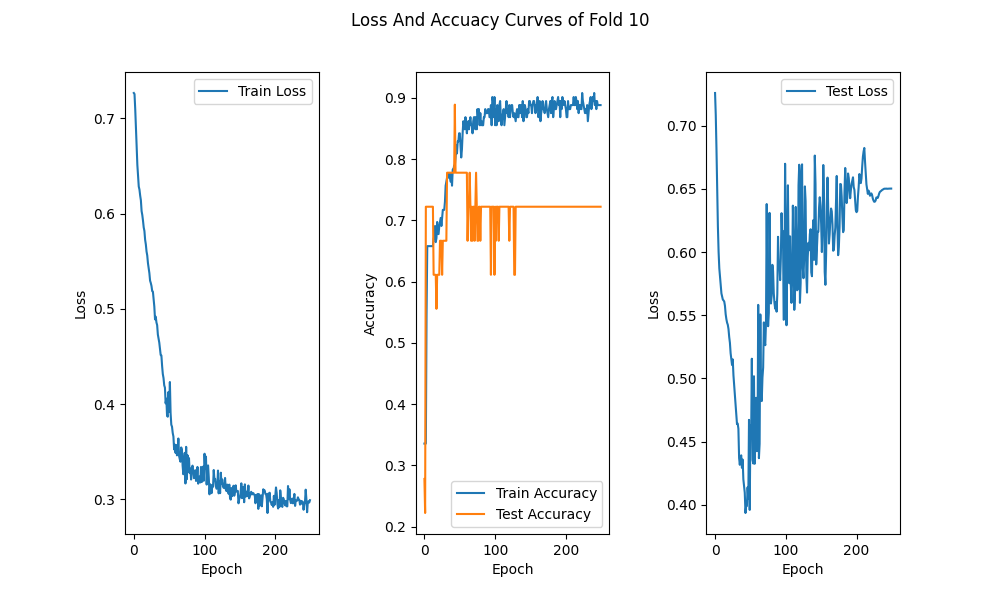 Loss And Accuacy Curves of Fold 10
Loss
0.7
0.6
0.5
0.4
0.3
0 100 200
Epoch
Train Loss
Accuracy
0.9
0.8
0.7
0.6
0.5
0.4
0.3
0.2
0 100 200
Epoch
Train Accuracy
Test Accuracy
Loss
0.70
0.65
0.60
0.55
0.50
0.45
0.40
0 100 200
Epoch
Test Loss